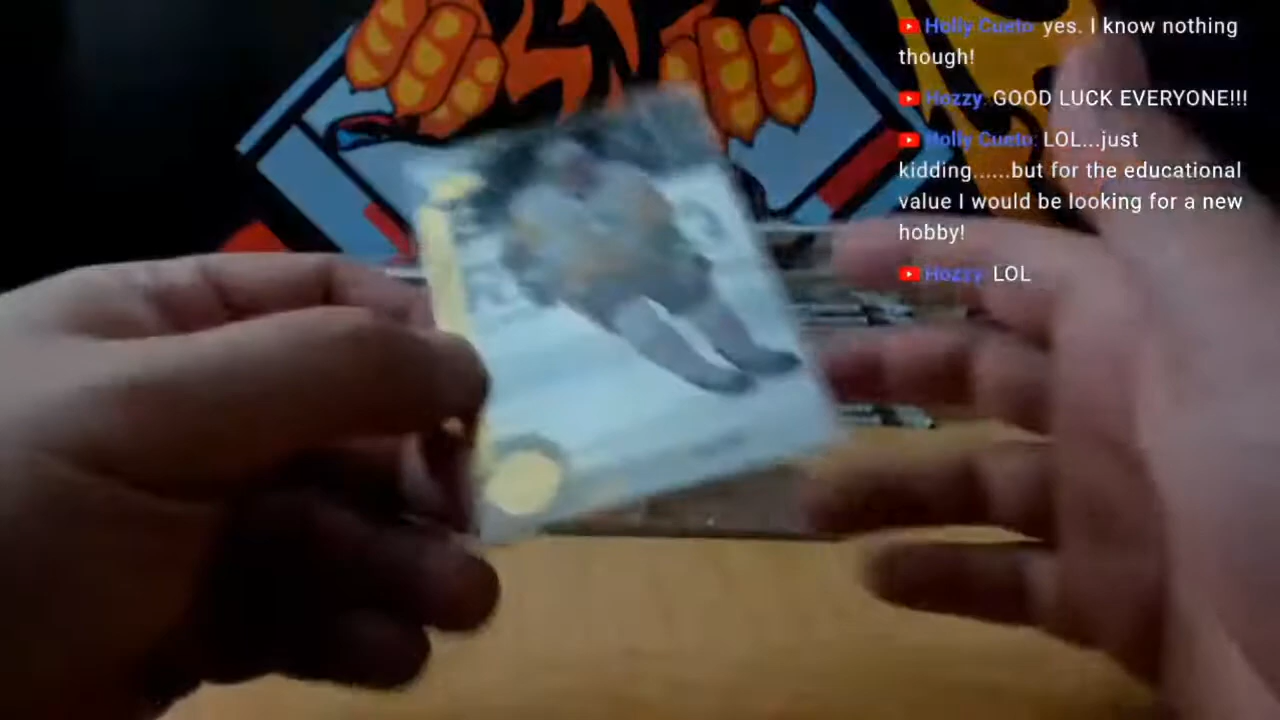 Holly Cueto: yes. I know nothing
though!
Hozzy: GOOD LUCK EVERYONE!!!
Holly Cueto: LOL...just
kidding......but for the educational
value I would be looking for a new
hobby!
Hozzy: LOL